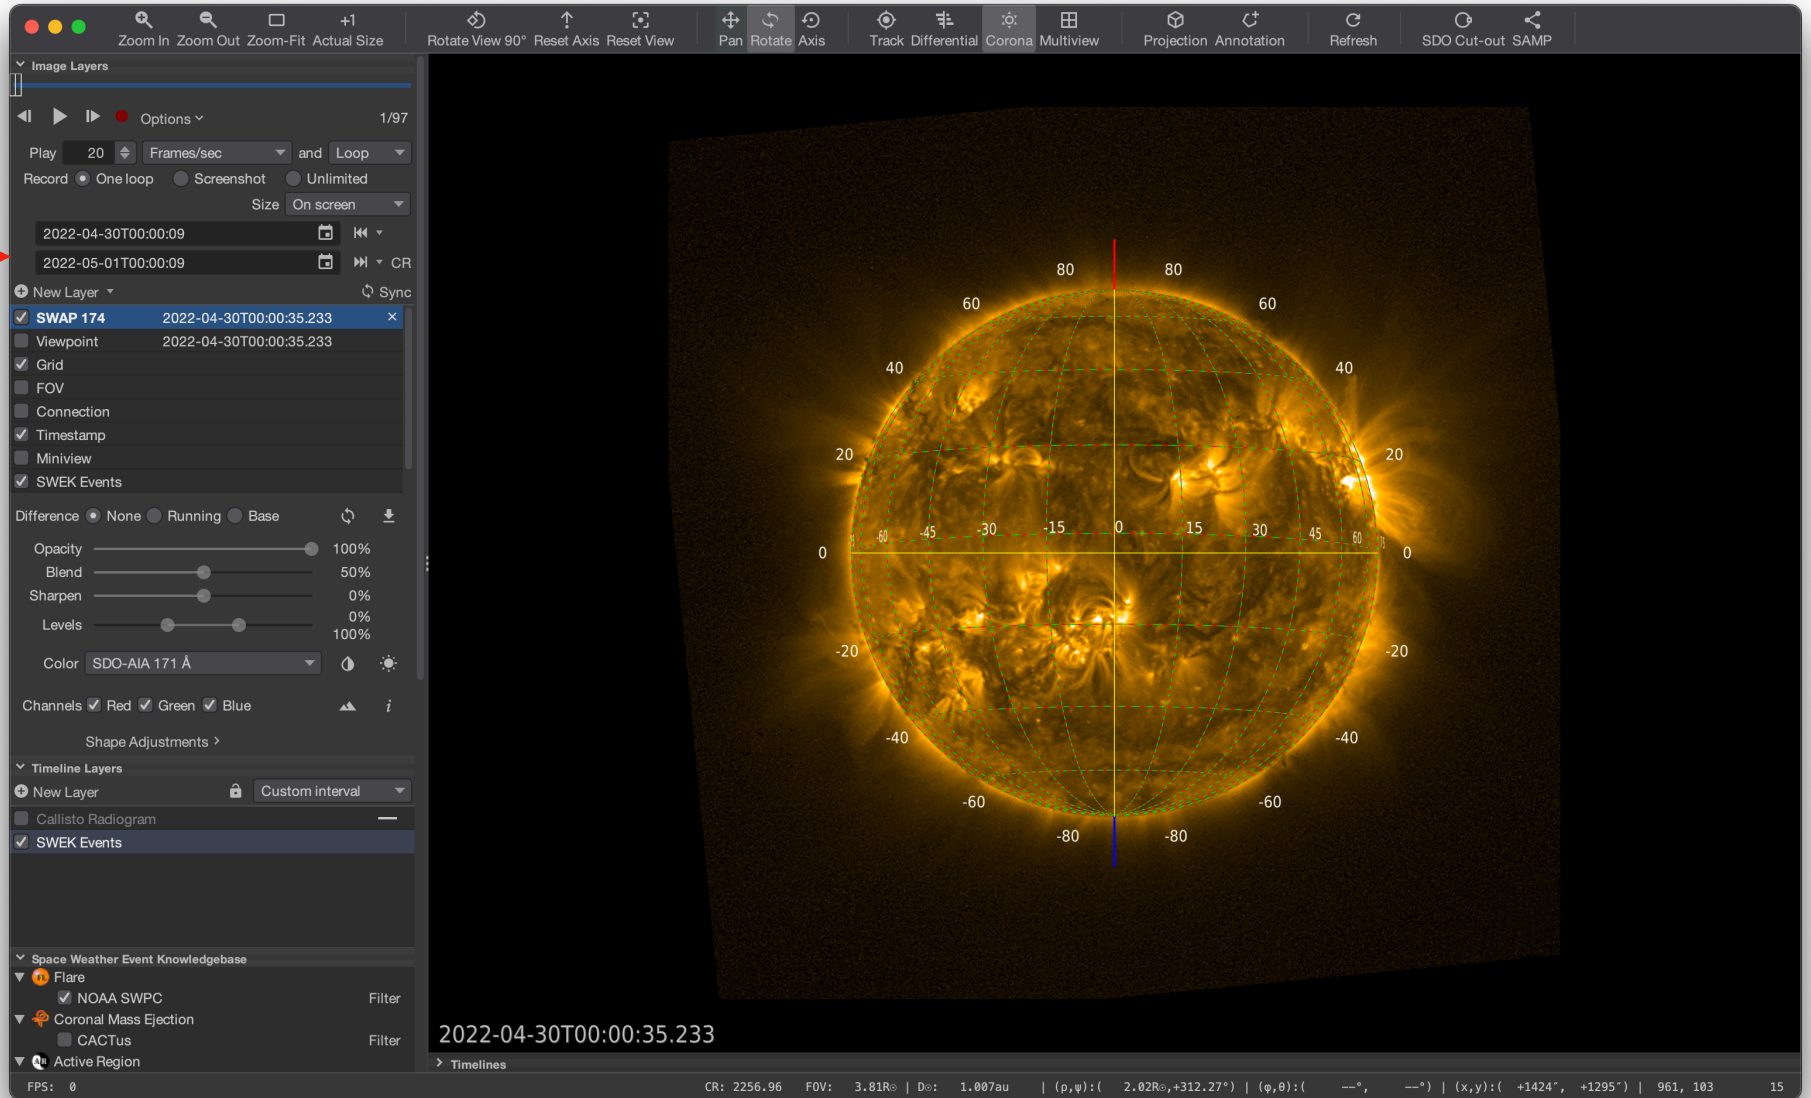 Zoom In Zoom Out Zoom-Fit Actual Size Rotate View 90° Reset Axis Reset View Pan Rotate Axis Track Differential Corona Multiview Projection Annotation Refresh SDO Cut-out SAMP
Image Layers
Options 1/97
Play 20 Frames/sec and Loop
Record One loop Screenshot Unlimited
Size On screen
2022-04-30T00:00:09
2022-05-01T00:00:09 CR
New Layer Sync
SWAP 174 2022-04-30T00:00:35.233
Viewpoint 2022-04-30T00:00:35.233
Grid
FOV
Connection
Timestamp
Miniview
SWEK Events
Difference None Running Base
Opacity 100%
Blend 50%
Sharpen 0%
Levels 0%
100%
Color SDO-AIA 171 Å
Channels Red Green Blue
Shape Adjustments
Timeline Layers
New Layer Custom interval
Callisto Radiogram
SWEK Events
Space Weather Event Knowledgebase
Flare
NOAA SWPC Filter
Coronal Mess Ejection
CACTus Filter
Active Region
80 80
60 60
40 40
20 20
-60 -45 -30 -15 0 15 30 45 60 75
0 0
-20 -20
-40 -40
-60 -60
-80 -80
2022-04-30T00:00:35.233
Timelines
FPS: 0 CR: 2256.96 FOV: 3.81R☉ | D☉: 1.007au | (ρ,ψ):( 2.02R☉,+312.27°) | (φ,θ):( −−°, −−°) | (x,y):( +1424″, +1295″) | 961, 103 15